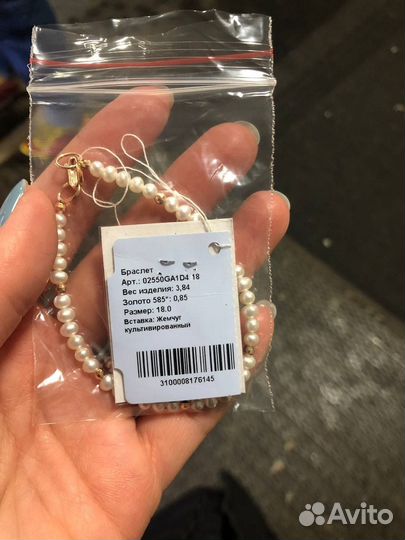 Браслет
Арт.: 02550GA1D4 18
Вес изделия: 3,84
Золото 585°: 0,85
Размер: 18.0
Вставка: Жемчуг
культивированный
3100008176145
Avito